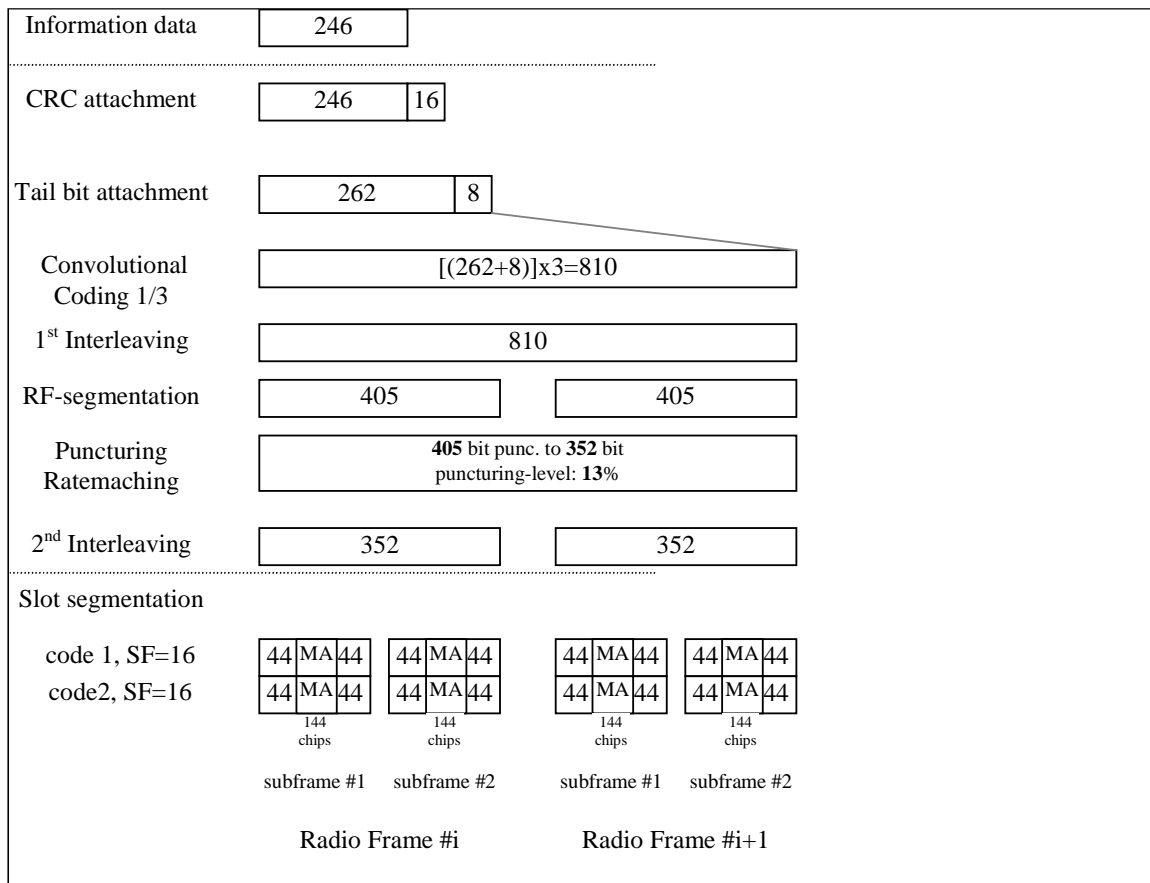 Information data
246
CRC attachment
246 16
Tail bit attachment
262 8
Convolutional
Coding 1/3
[(262+8)]x3=810
1st Interleaving
810
RF-segmentation
405 405
Puncturing
Ratemaching
405 bit punc. to 352 bit
puncturing-level: 13%
2nd Interleaving
352 352
Slot segmentation
code 1, SF=16
44 MA 44 44 MA 44 44 MA 44 44 MA 44
code2, SF=16
44 MA 44 44 MA 44 44 MA 44 44 MA 44
144 144 144 144
chips chips chips chips
subframe #1 subframe #2 subframe #1 subframe #2
Radio Frame #i Radio Frame #i+1